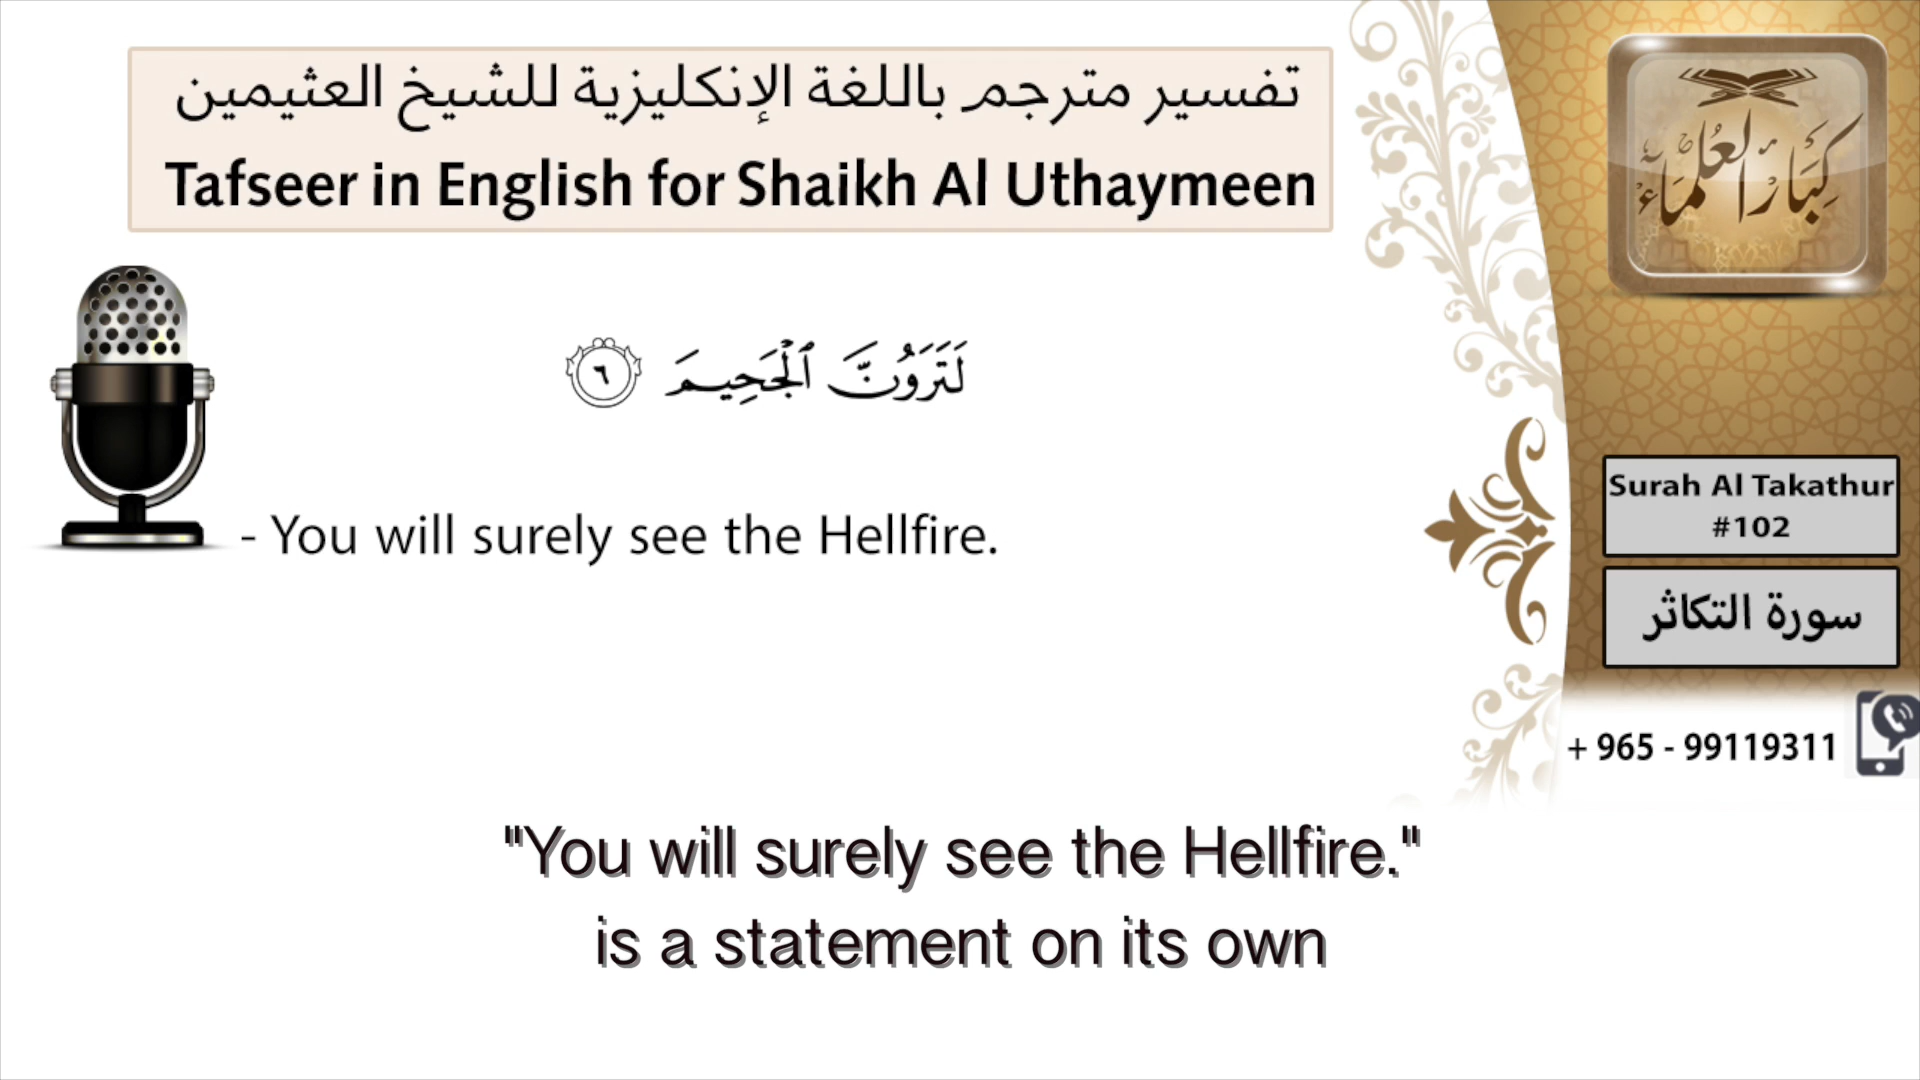 تفسير مترجم باللغة الإنكليزية للشيخ العثيمين
Tafseer in English for Shaikh Al Uthaymeen
كبار العلماء
لَتَرَوُنَّ ٱلْجَحِيمَ ٦
- You will surely see the Hellfire.
Surah Al Takathur
#102
سورة التكاثر
+ 965 - 99119311
"You will surely see the Hellfire."
is a statement on its own